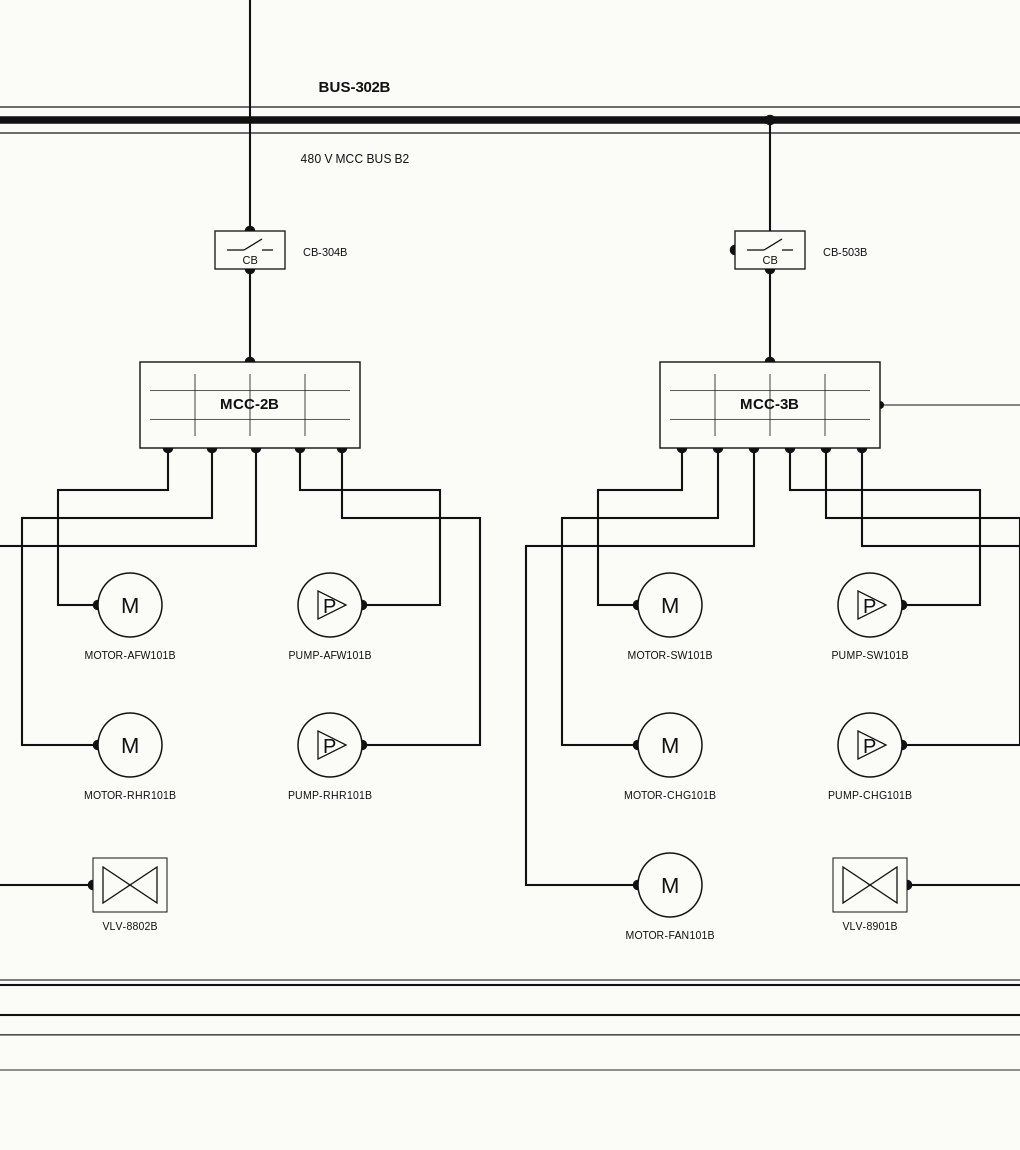 BUS-302B
480 V MCC BUS B2
CB
CB-304B
CB
CB-503B
MCC-2B
MCC-3B
M
P
M
P
MOTOR-AFW101B
PUMP-AFW101B
MOTOR-SW101B
PUMP-SW101B
M
P
M
P
MOTOR-RHR101B
PUMP-RHR101B
MOTOR-CHG101B
PUMP-CHG101B
M
VLV-8802B
VLV-8901B
MOTOR-FAN101B